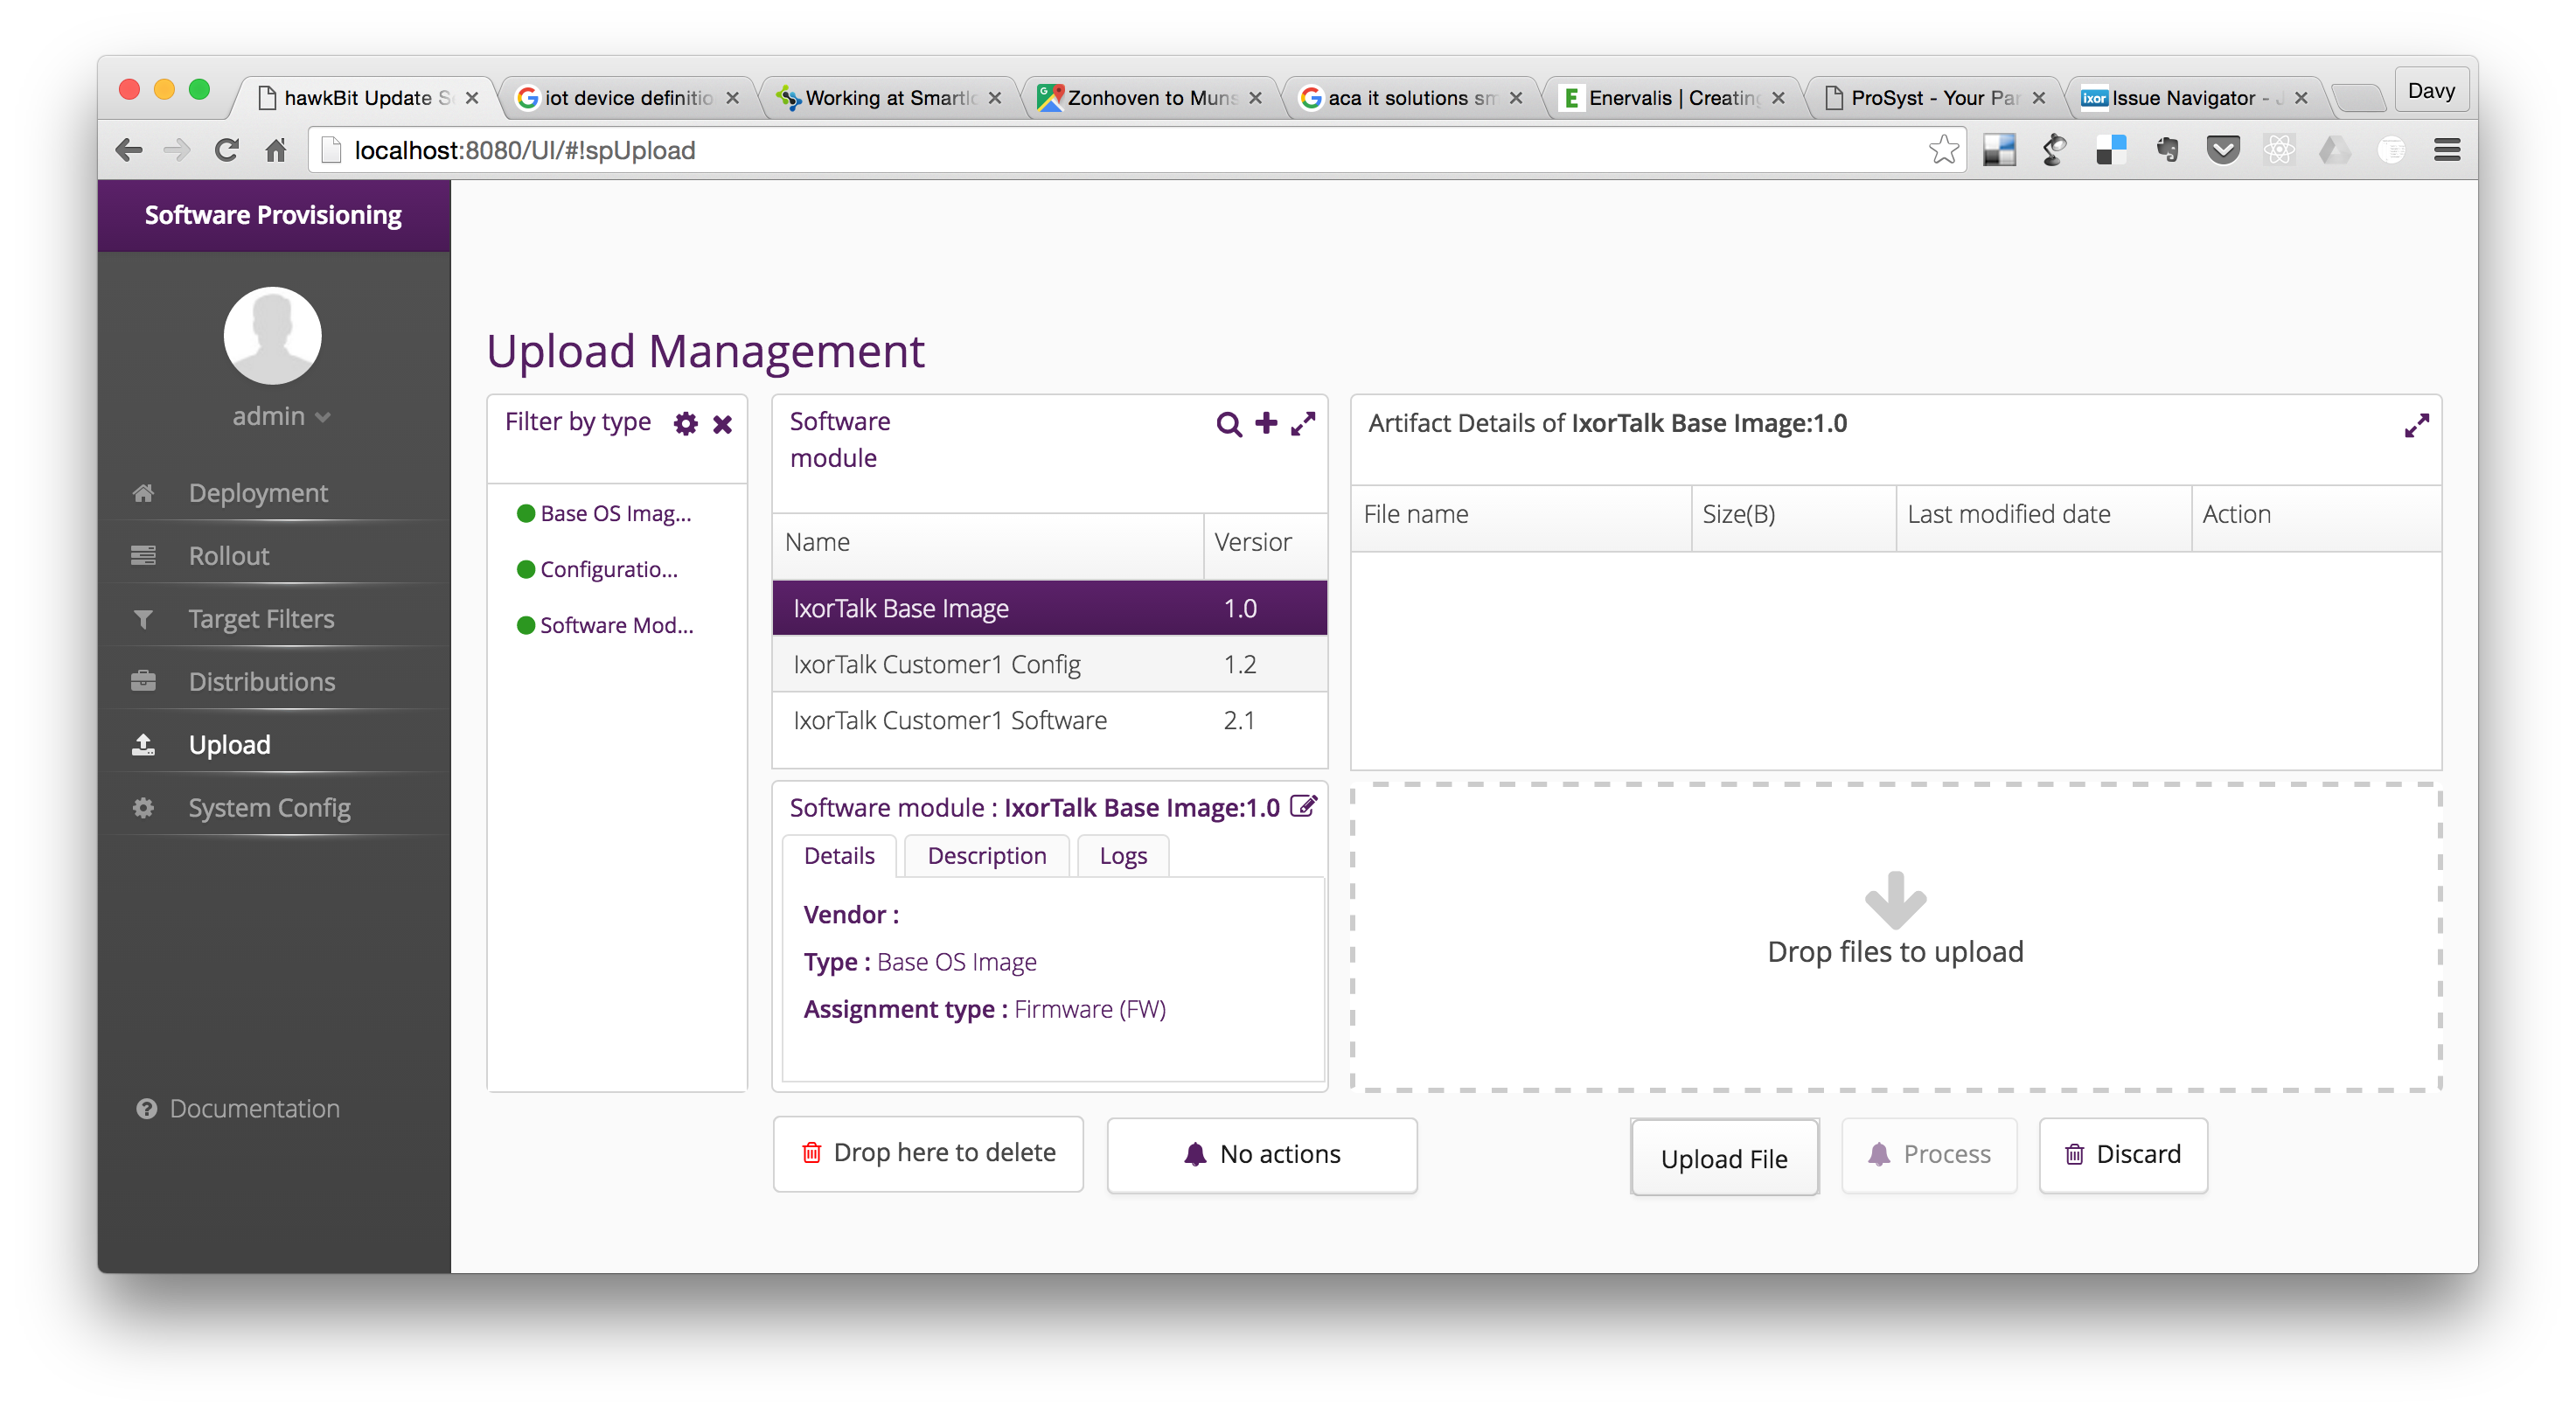 hawkBit Update S
iot device definitio
Working at Smartlo
Zonhoven to Muns
aca it solutions sm
Enervalis | Creating
ProSyst - Your Par
ixor Issue Navigator - J
Davy
localhost:8080/UI/#!spUpload
Software Provisioning
admin
Deployment
Rollout
Target Filters
Distributions
Upload
System Config
Documentation
Upload Management
Filter by type
Base OS Imag...
Configuratio...
Software Mod...
Software
module
Name Versior
IxorTalk Base Image 1.0
IxorTalk Customer1 Config 1.2
IxorTalk Customer1 Software 2.1
Software module : IxorTalk Base Image:1.0
Details Description Logs
Vendor :
Type : Base OS Image
Assignment type : Firmware (FW)
Artifact Details of IxorTalk Base Image:1.0
File name Size(B) Last modified date Action
Drop files to upload
Drop here to delete
No actions
Upload File
Process
Discard